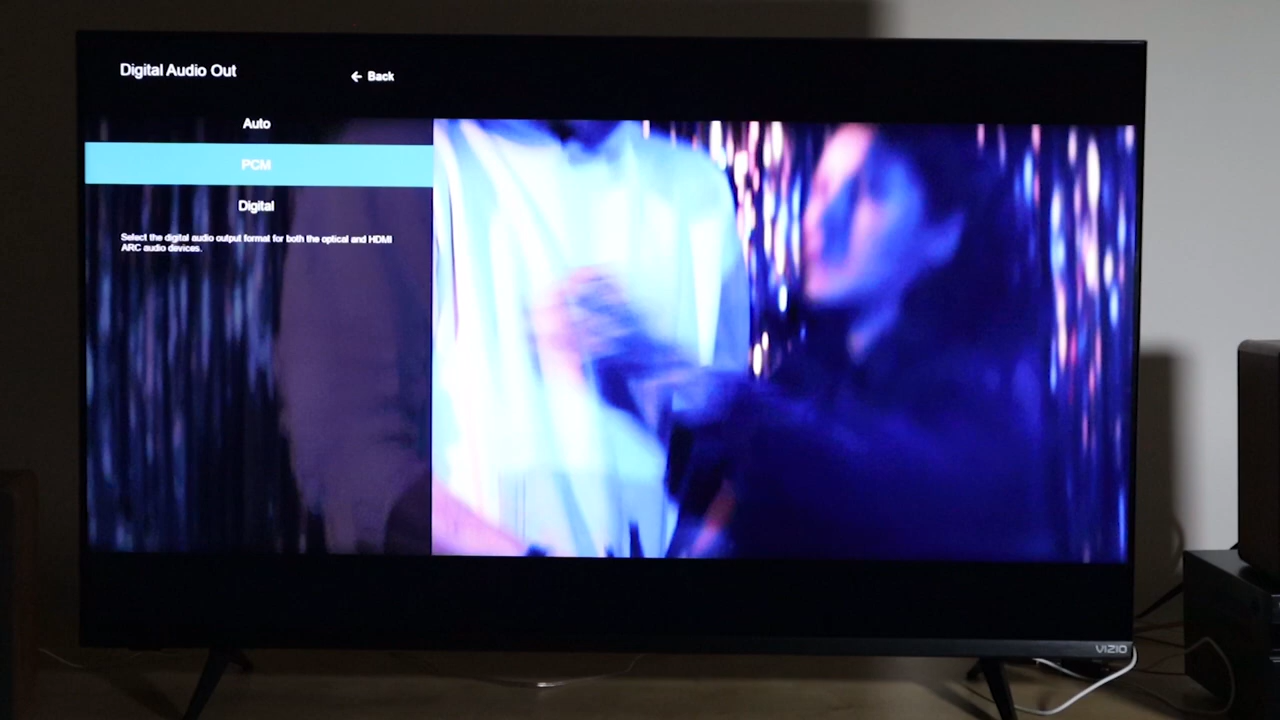 Digital Audio Out
← Back
Auto
PCM
Digital
Select the digital audio output format for both the optical and HDMI
ARC audio devices.
VIZIO